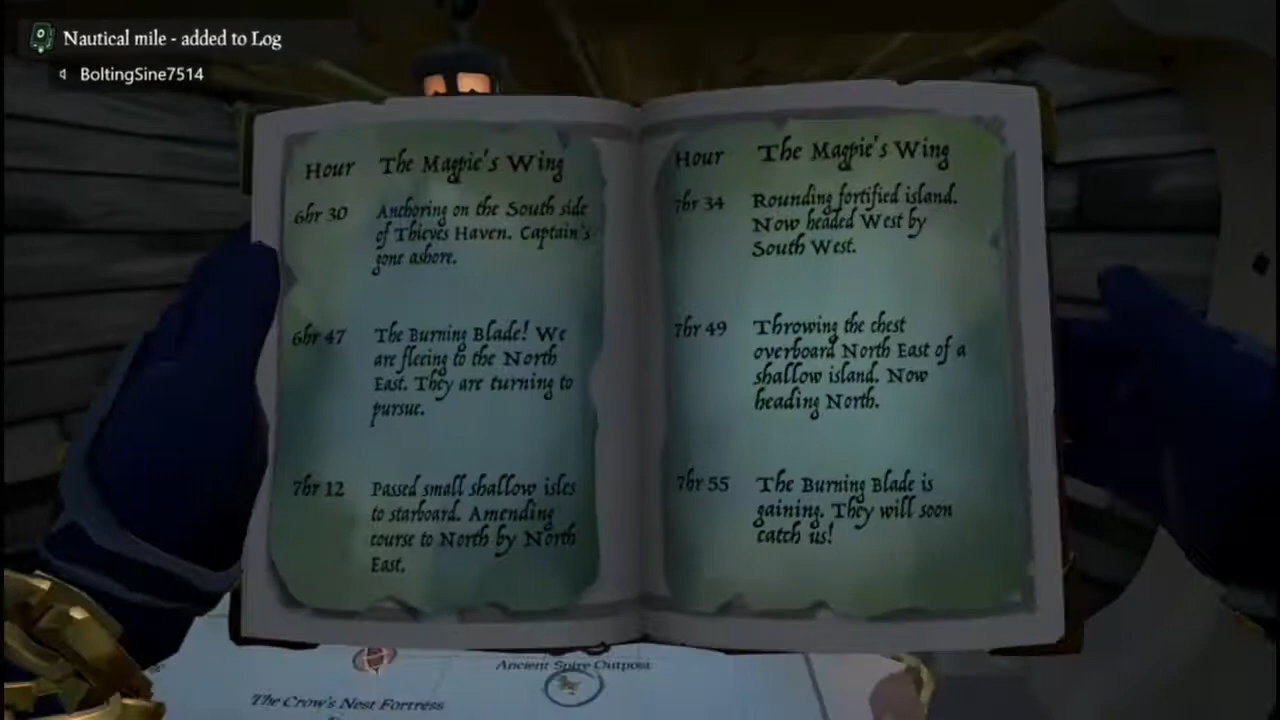 Nautical mile - added to Log
BoltingSine7514
Hour The Magpie's Wing
6hr 30 Anchoring on the South side
of Thieves Haven. Captain's
gone ashore.
6hr 47 The Burning Blade! We
are fleeing to the North
East. They are turning to
pursue.
7hr 12 Passed small shallow isles
to starboard. Amending
course to North by North
East.
Hour The Magpie's Wing
7hr 34 Rounding fortified island.
Now headed West by
South West.
7hr 49 Throwing the chest
overboard North East of a
shallow island. Now
heading North.
7hr 55 The Burning Blade is
gaining. They will soon
catch us!
Ancient Spire Outpost
The Crow's Nest Fortress